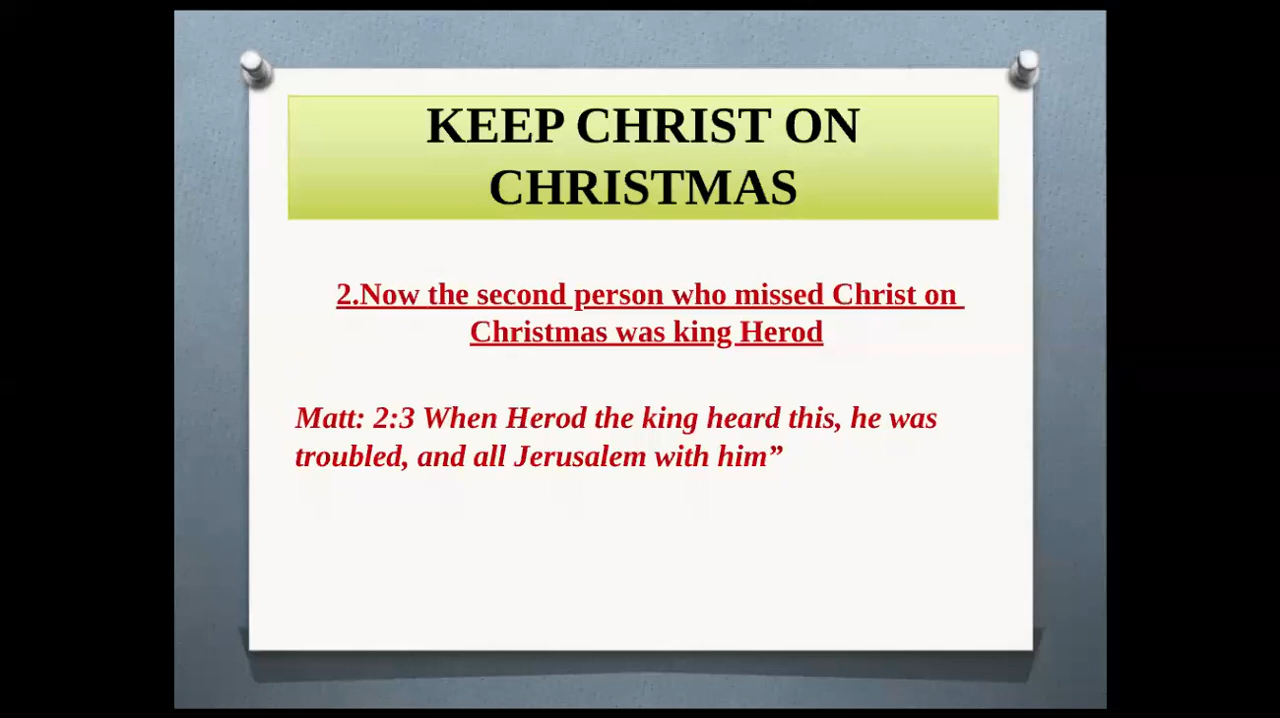 KEEP CHRIST ON
CHRISTMAS
2.Now the second person who missed Christ on
Christmas was king Herod
Matt: 2:3 When Herod the king heard this, he was
troubled, and all Jerusalem with him”